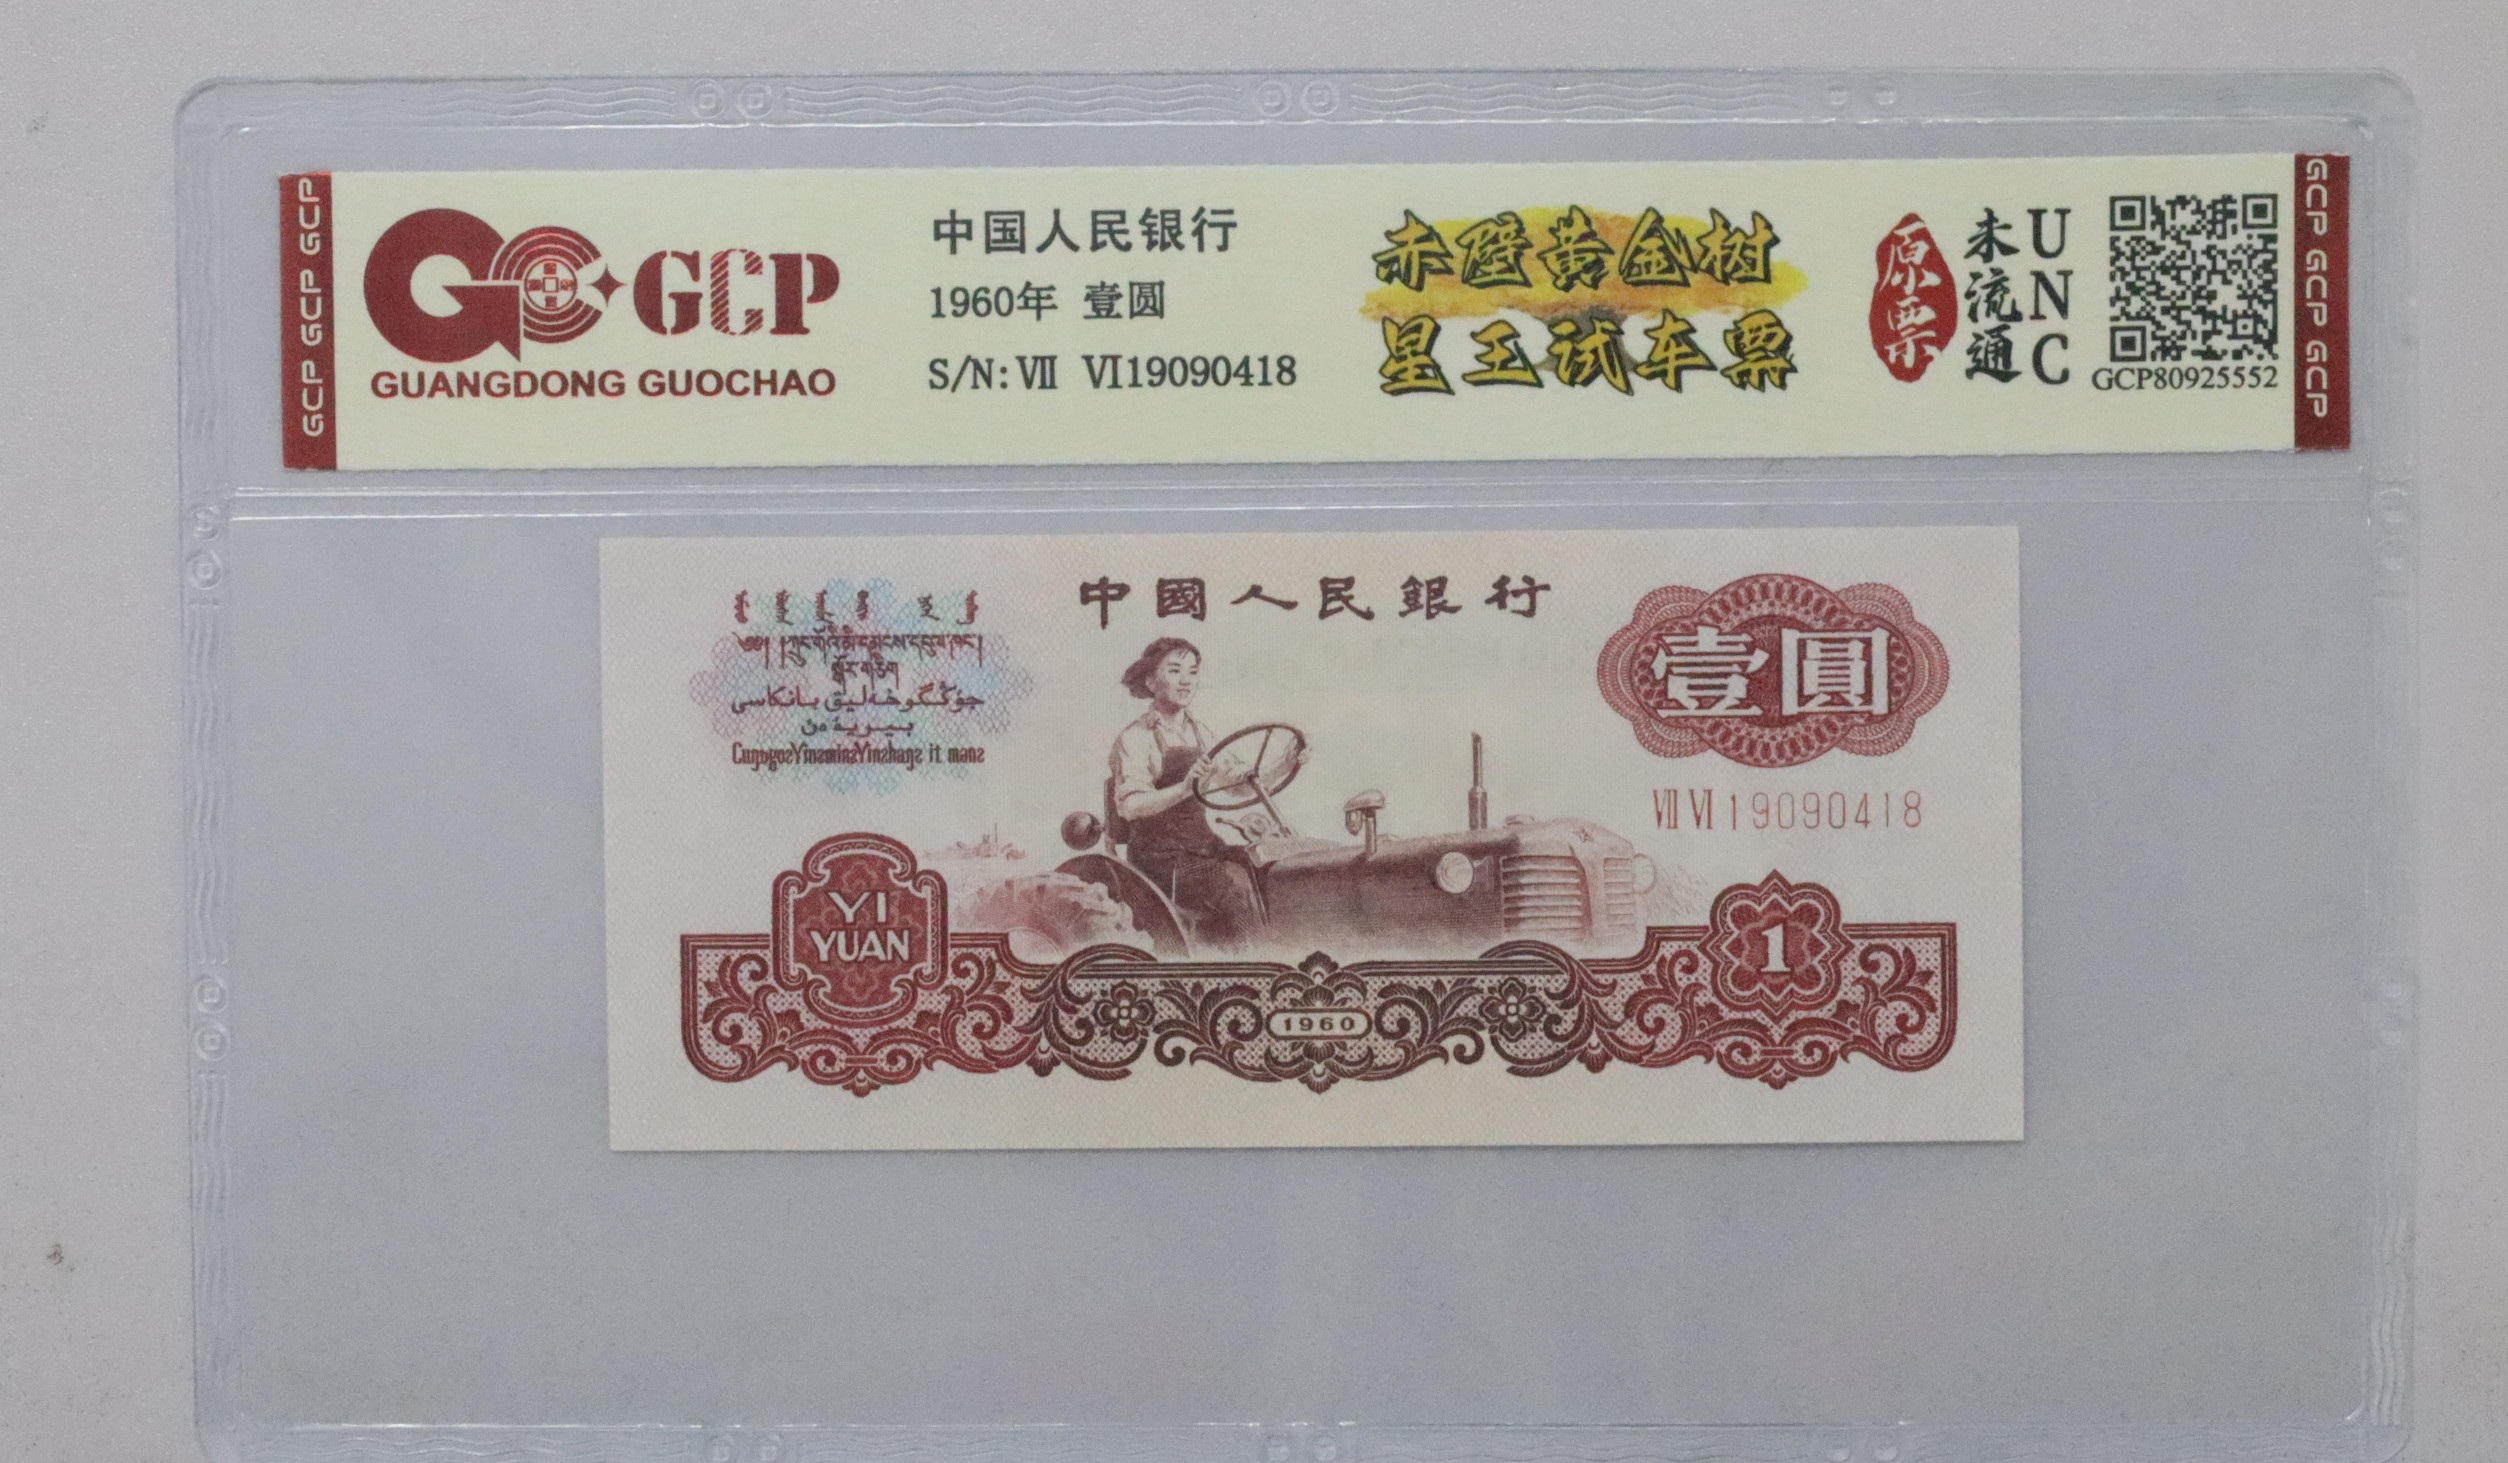 GCP GCP GCP
GCP
GUANGDONG GUOCHAO
中国人民银行
1960年 壹圆
S/N: Ⅶ Ⅵ19090418
赤壁黄金树
星王试车票
原票
未流通
UNC
GCP80925552
GCP GCP GCP
中國人民銀行
壹圓
Ⅶ Ⅵ 19090418
YI
YUAN
1960
1